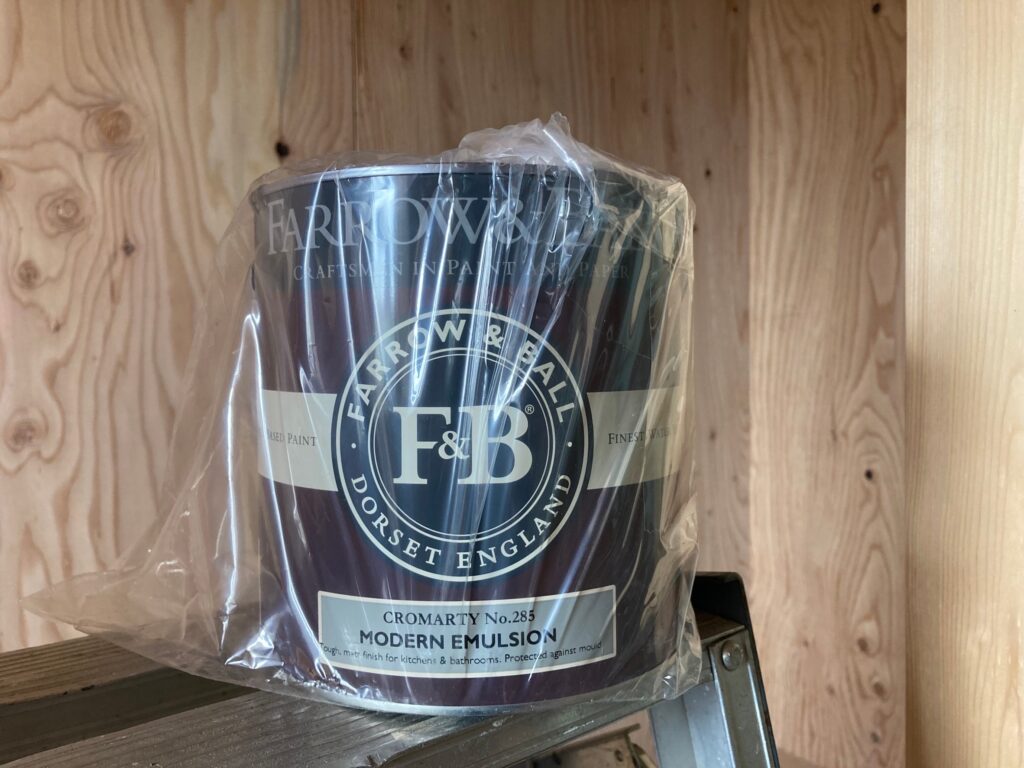 FARROW &
CRAFTSMEN IN PAINT AND PAPER
FARROW & BALL
F&B®
PAINT
FINEST
DORSET ENGLAND
CROMARTY No.285
MODERN EMULSION
Tough, matt finish for kitchens & bathrooms. Protected against mould